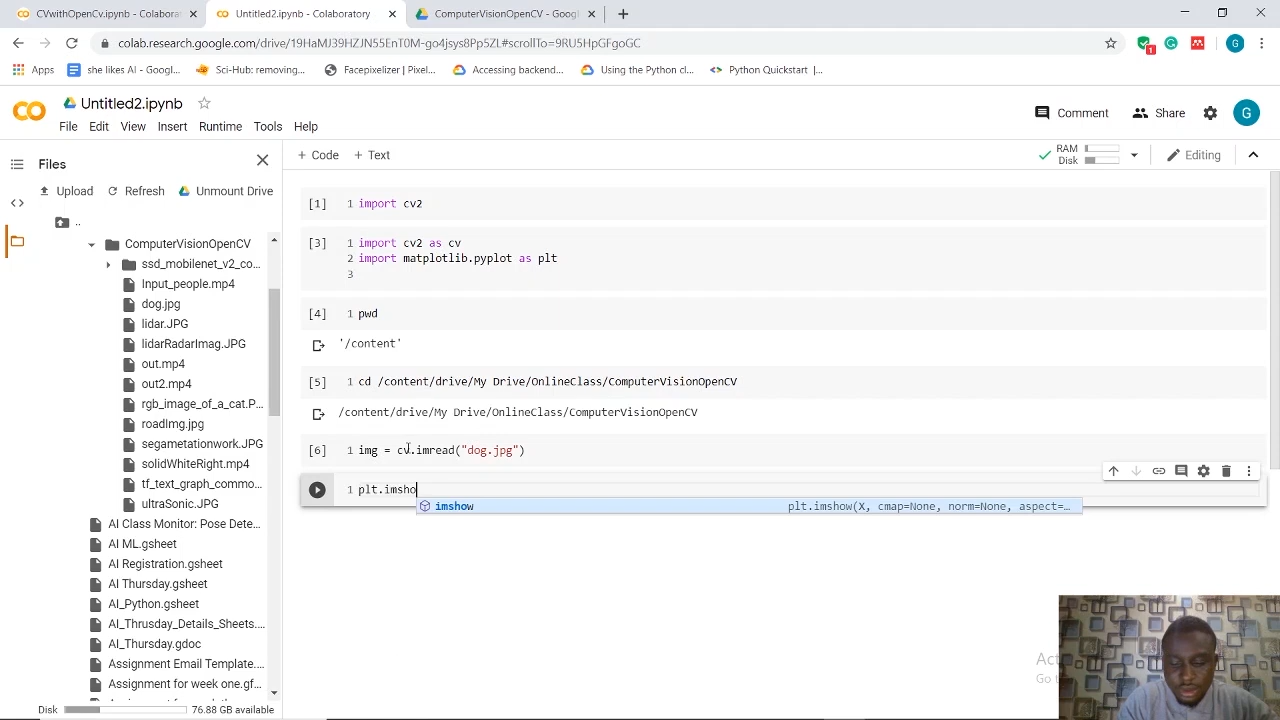 CVwithOpenCv.ipynb - Colaborator
Untitled2.ipynb - Colaboratory
ComputerVisionOpenCV - Google
colab.research.google.com/drive/19HaMJ39HZJN55EnT0M-go4jsys8Pp5ZL#scrollTo=9RU5HpGFgoGC
Apps
she likes AI - Googl...
Sci-Hub: removing...
Facepixelizer | Pixel...
Accessing backend...
Using the Python cl...
Python Quickstart |...
Untitled2.ipynb
Comment
Share
G
File Edit View Insert Runtime Tools Help
Files
+ Code + Text
RAM
Disk
Editing
Upload Refresh Unmount Drive
..
ComputerVisionOpenCV
ssd_mobilenet_v2_co...
Input_people.mp4
dog.jpg
lidar.JPG
lidarRadarImag.JPG
out.mp4
out2.mp4
rgb_image_of_a_cat.P...
roadImg.jpg
segametationwork.JPG
solidWhiteRight.mp4
tf_text_graph_commo...
ultraSonic.JPG
AI Class Monitor: Pose Dete...
AI ML.gsheet
AI Registration.gsheet
AI Thursday.gsheet
AI_Python.gsheet
AI_Thrusday_Details_Sheets....
AI_Thursday.gdoc
Assignment Email Template....
Assignment for week one.gf...
Disk 76.88 GB available
[1] 1 import cv2
[3] 1 import cv2 as cv
2 import matplotlib.pyplot as plt
3
[4] 1 pwd
'/content'
[5] 1 cd /content/drive/My Drive/OnlineClass/ComputerVisionOpenCV
/content/drive/My Drive/OnlineClass/ComputerVisionOpenCV
[6] 1 img = cv.imread("dog.jpg")
1 plt.imsho
imshow plt.imshow(X, cmap=None, norm=None, aspect=...